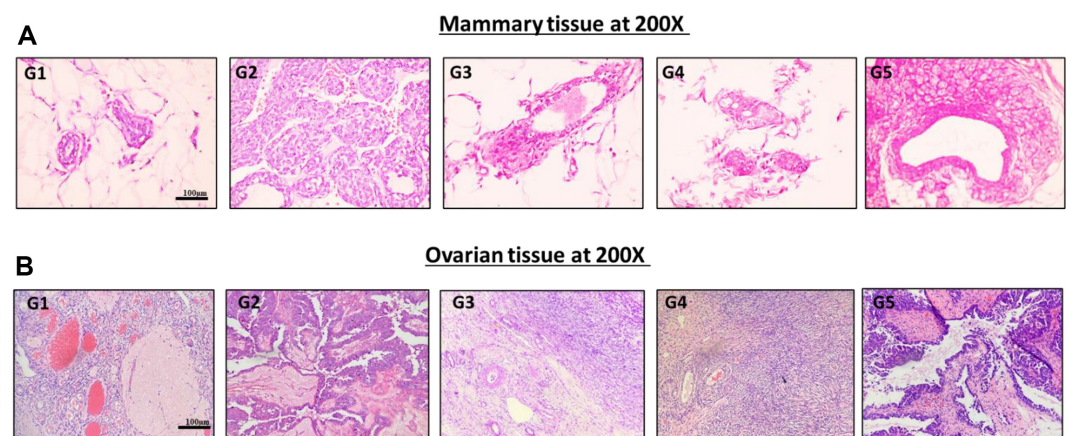 A
Mammary tissue at 200X
G1
G2
G3
G4
G5
100µm
B
Ovarian tissue at 200X
G1
G2
G3
G4
G5
100µm